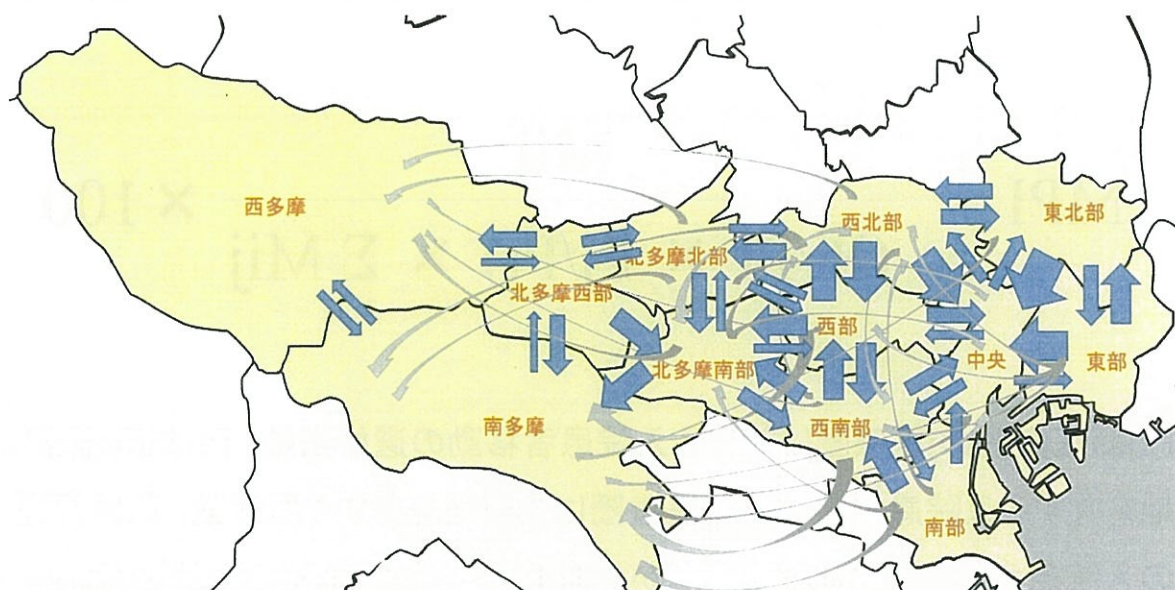 西多摩
西北部
東北部
北多摩北部
北多摩西部
西部
中央
東部
北多摩南部
南多摩
西南部
南部
× 100
Σ Mij